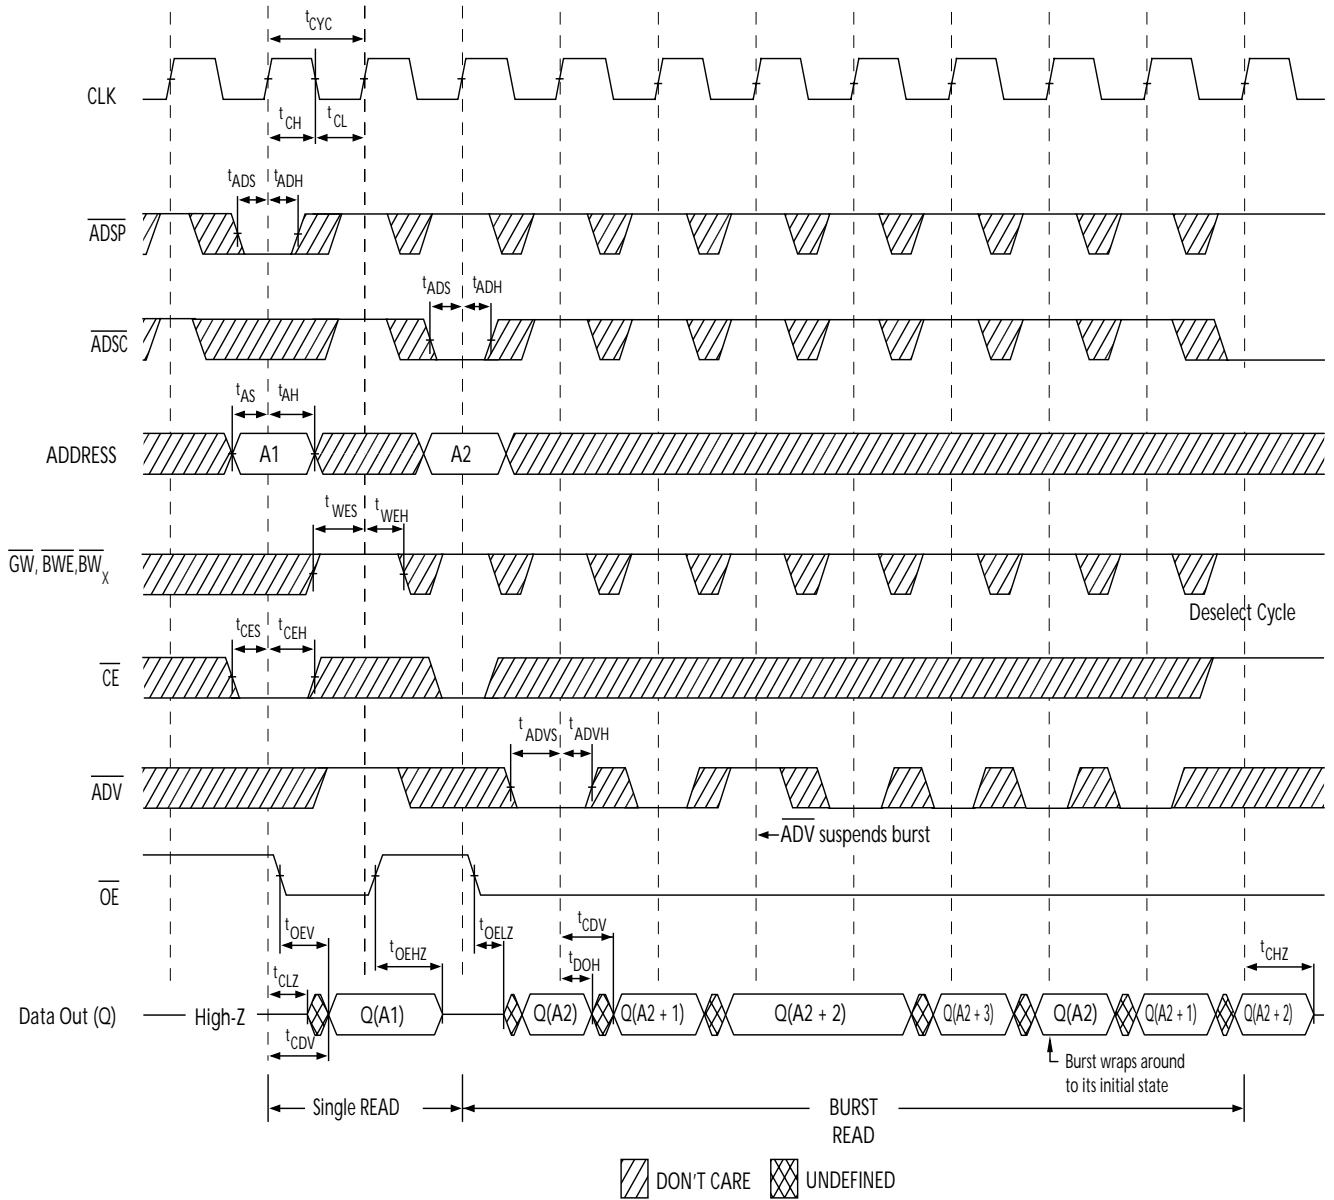 tCYC
CLK
tCH tCL
tADS tADH
ADSP
tADS tADH
ADSC
tAS tAH
ADDRESS A1 A2
tWES tWEH
GW, BWE,BWX
Deselect Cycle
tCES tCEH
CE
tADVS tADVH
ADV
ADV suspends burst
OE
tOEV tOEHZ tOELZ tCDV
tCLZ tDOH tCHZ
Data Out (Q) High-Z Q(A1) Q(A2) Q(A2 + 1) Q(A2 + 2) Q(A2 + 3) Q(A2) Q(A2 + 1) Q(A2 + 2)
tCDV
Burst wraps around
to its initial state
Single READ BURST
READ
DON'T CARE UNDEFINED